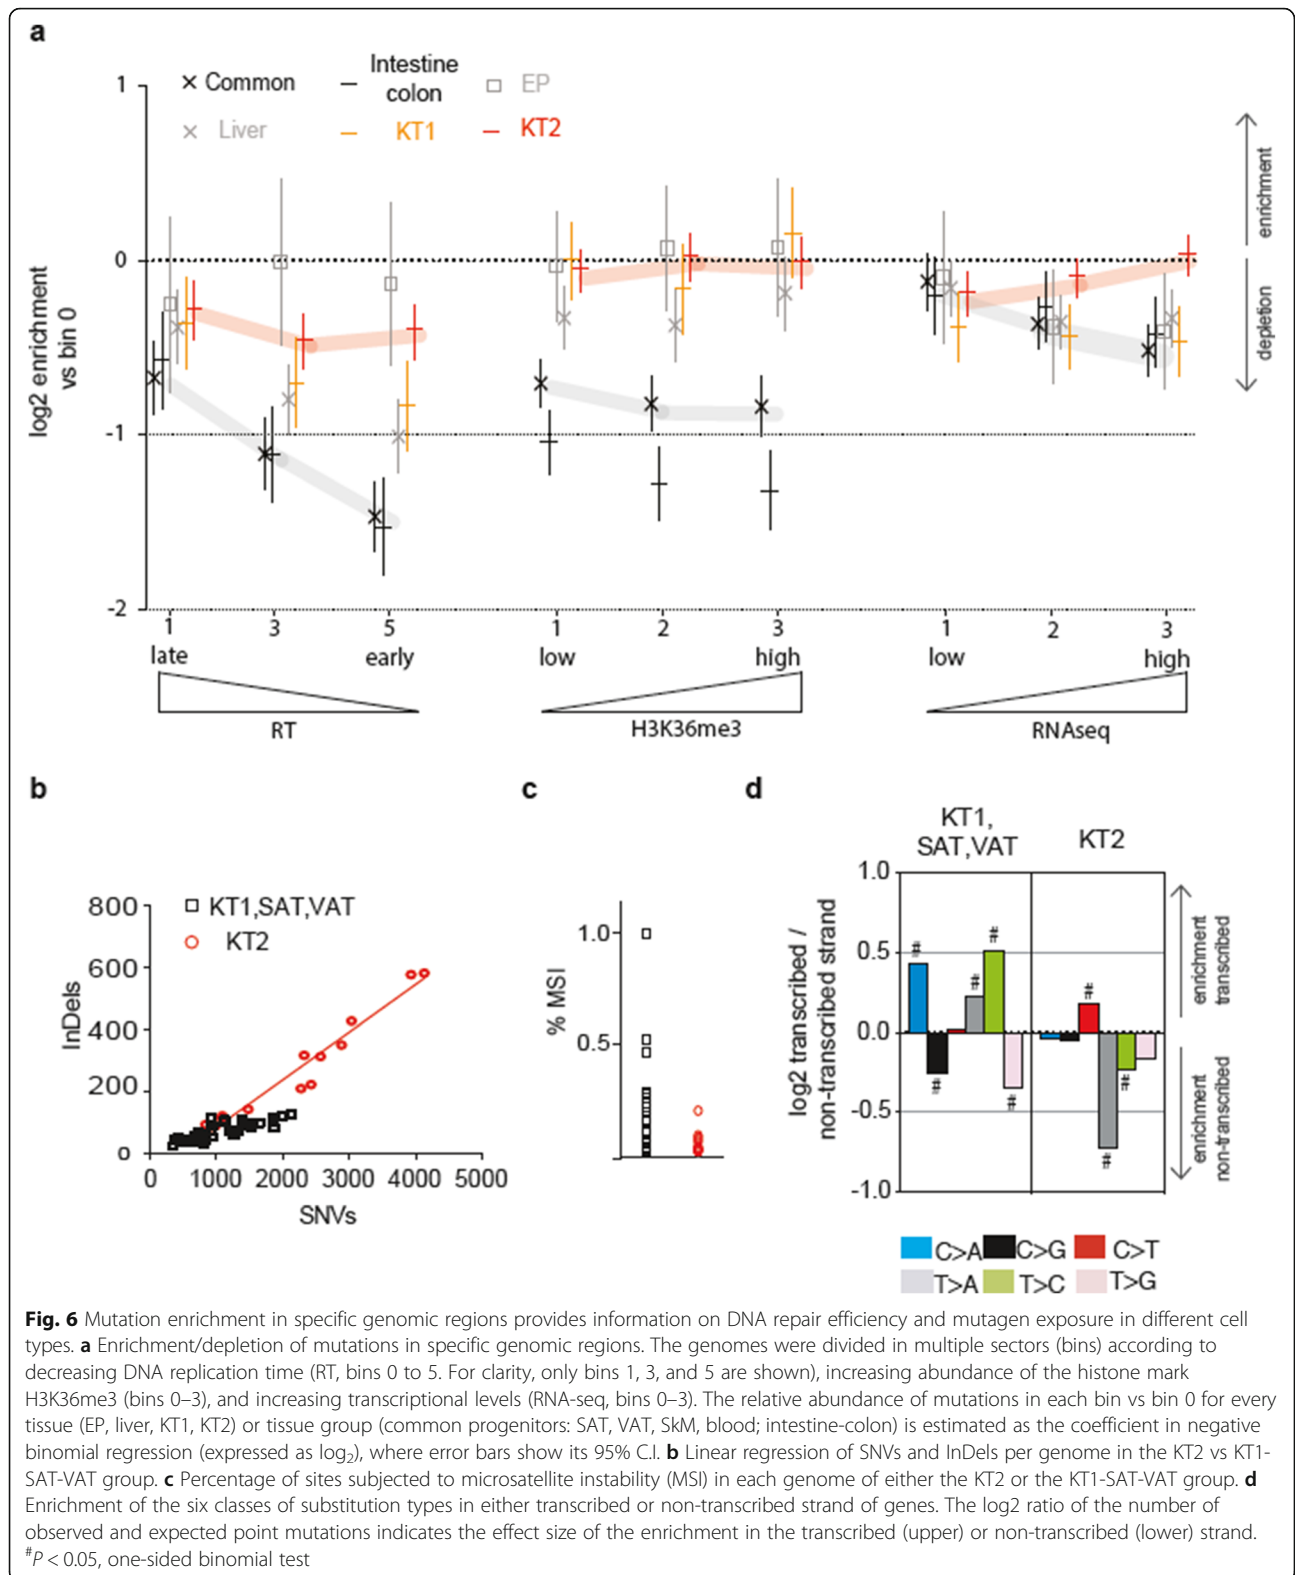 a
1
0
-1
-2
log2 enrichment
vs bin 0
Common
Intestine
colon
EP
Liver
KT1
KT2
enrichment
depletion
1 3 5
late early
RT
1 2 3
low high
H3K36me3
1 2 3
low high
RNAseq
b
800
600
400
200
0
InDels
KT1,SAT,VAT
KT2
0 1000 2000 3000 4000 5000
SNVs
c
1.0
0.5
% MSI
d
KT1,
SAT,VAT
KT2
1.0
0.5
0.0
-0.5
-1.0
log2 transcribed /
non-transcribed strand
# # # # # #
# # #
enrichment
transcribed
enrichment
non-transcribed
C>A C>G C>T
T>A T>C T>G
Fig. 6 Mutation enrichment in specific genomic regions provides information on DNA repair efficiency and mutagen exposure in different cell
types. a Enrichment/depletion of mutations in specific genomic regions. The genomes were divided in multiple sectors (bins) according to
decreasing DNA replication time (RT, bins 0 to 5. For clarity, only bins 1, 3, and 5 are shown), increasing abundance of the histone mark
H3K36me3 (bins 0–3), and increasing transcriptional levels (RNA-seq, bins 0–3). The relative abundance of mutations in each bin vs bin 0 for every
tissue (EP, liver, KT1, KT2) or tissue group (common progenitors: SAT, VAT, SkM, blood; intestine-colon) is estimated as the coefficient in negative
binomial regression (expressed as log2), where error bars show its 95% C.I. b Linear regression of SNVs and InDels per genome in the KT2 vs KT1-
SAT-VAT group. c Percentage of sites subjected to microsatellite instability (MSI) in each genome of either the KT2 or the KT1-SAT-VAT group. d
Enrichment of the six classes of substitution types in either transcribed or non-transcribed strand of genes. The log2 ratio of the number of
observed and expected point mutations indicates the effect size of the enrichment in the transcribed (upper) or non-transcribed (lower) strand.
#P < 0.05, one-sided binomial test